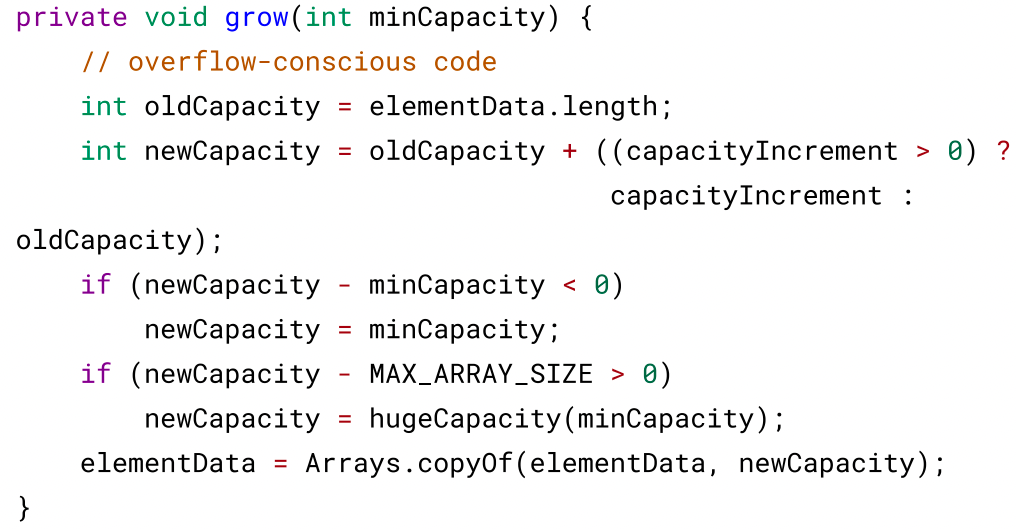 private void grow(int minCapacity) {
    // overflow-conscious code
    int oldCapacity = elementData.length;
    int newCapacity = oldCapacity + ((capacityIncrement > 0) ?
                                     capacityIncrement :
oldCapacity);
    if (newCapacity - minCapacity < 0)
        newCapacity = minCapacity;
    if (newCapacity - MAX_ARRAY_SIZE > 0)
        newCapacity = hugeCapacity(minCapacity);
    elementData = Arrays.copyOf(elementData, newCapacity);
}